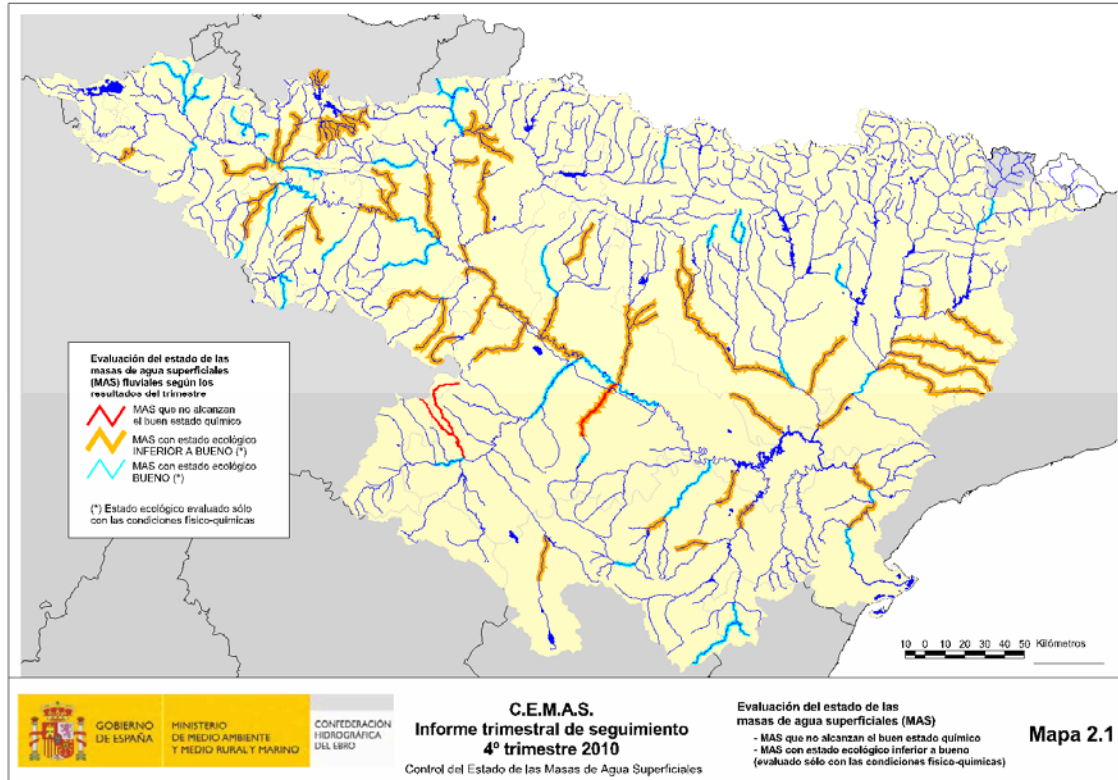 Evaluación del estado de las
masas de agua superficiales
(MAS) fluviales según los
resultados del trimestre
MAS que no alcanzan
el buen estado químico
MAS con estado ecológico
INFERIOR A BUENO (*)
MAS con estado ecológico
BUENO (*)
(*) Estado ecológico evaluado sólo
con las condiciones físico-químicas
10 0 10 20 30 40 50 Kilómetros
GOBIERNO
DE ESPAÑA
MINISTERIO
DE MEDIO AMBIENTE
Y MEDIO RURAL Y MARINO
CONFEDERACIÓN
HIDROGRÁFICA
DEL EBRO
C.E.M.A.S.
Informe trimestral de seguimiento
4º trimestre 2010
Control del Estado de las Masas de Agua Superficiales
Evaluación del estado de las
masas de agua superficiales (MAS)
- MAS que no alcanzan el buen estado químico
- MAS con estado ecológico inferior a bueno
(evaluado sólo con las condiciones físico-químicas)
Mapa 2.1